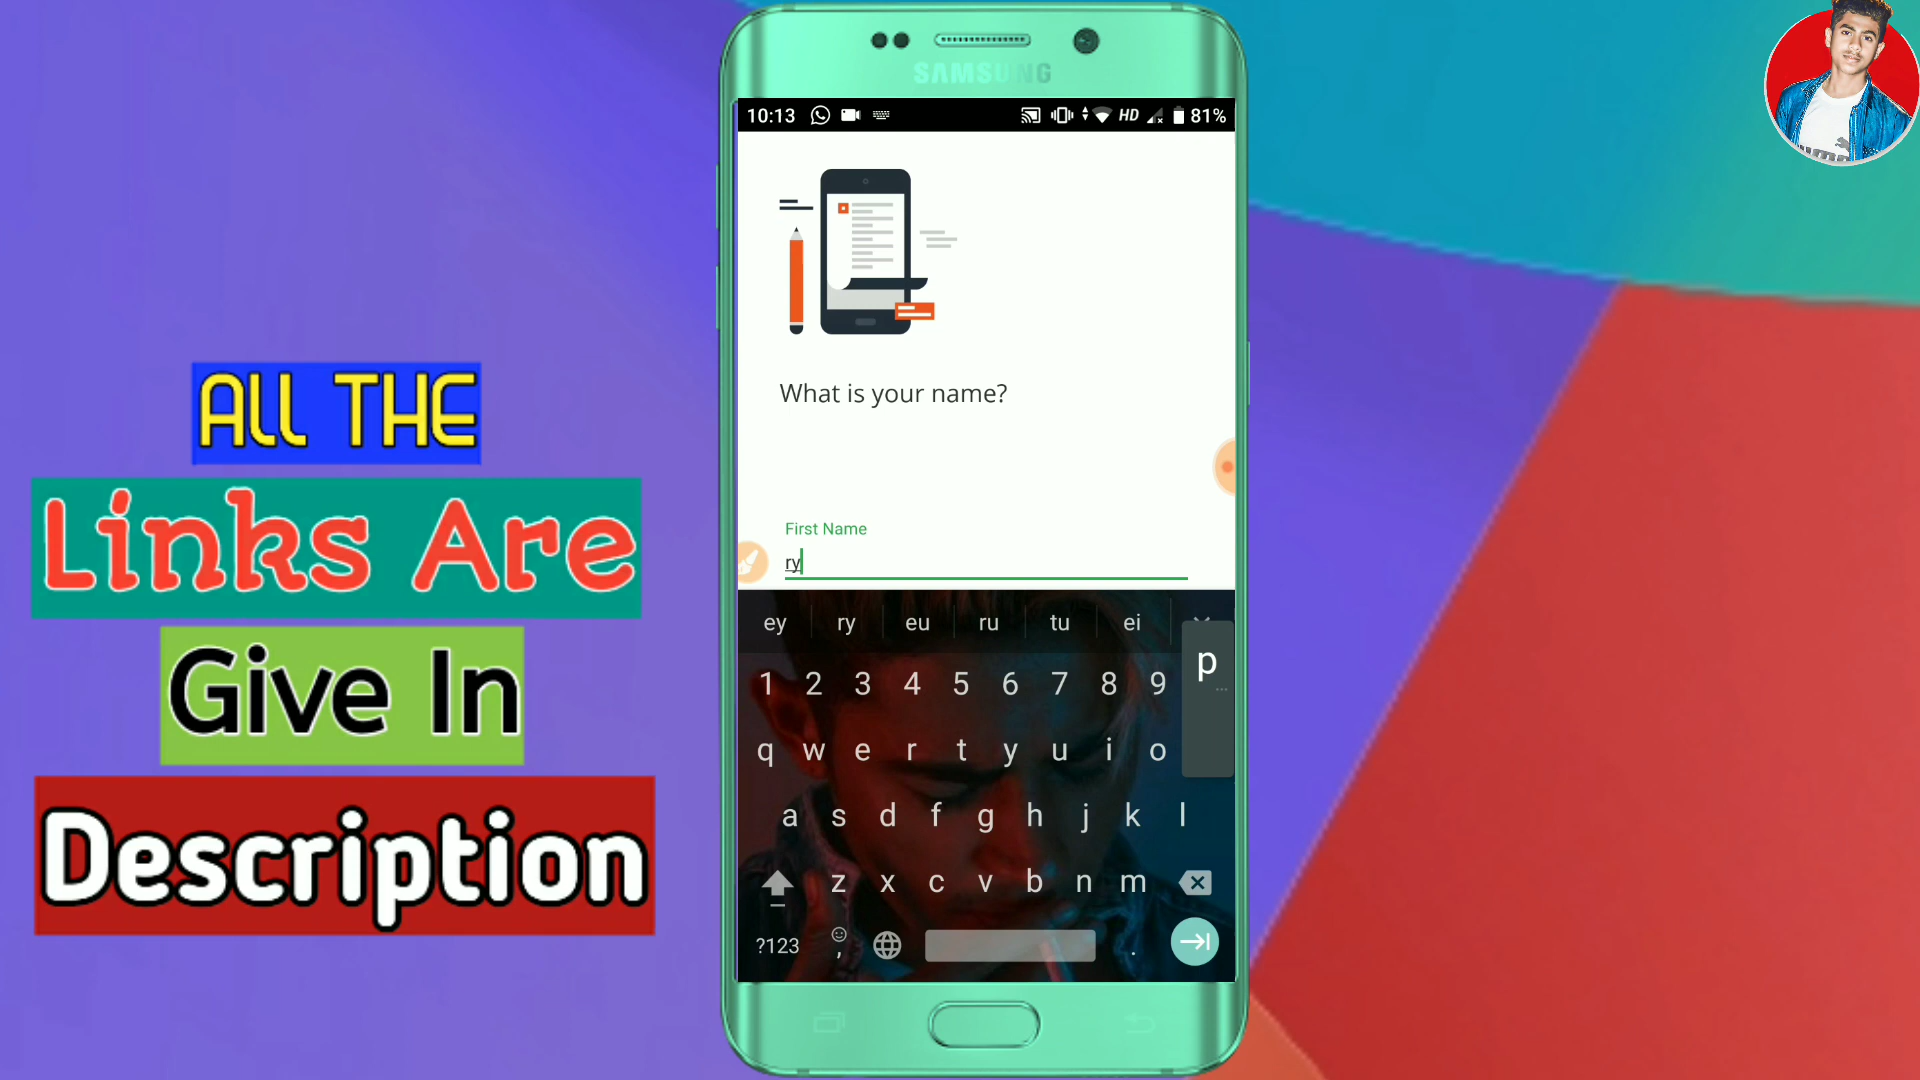 SAMSUNG
10:13 HD 81%
ALL THE
Links Are
Give In
Description
What is your name?
First Name
ry
ey ry eu ru tu ei
p
1 2 3 4 5 6 7 8 9
q w e r t y u i o
a s d f g h j k l
z x c v b n m
?123 , .